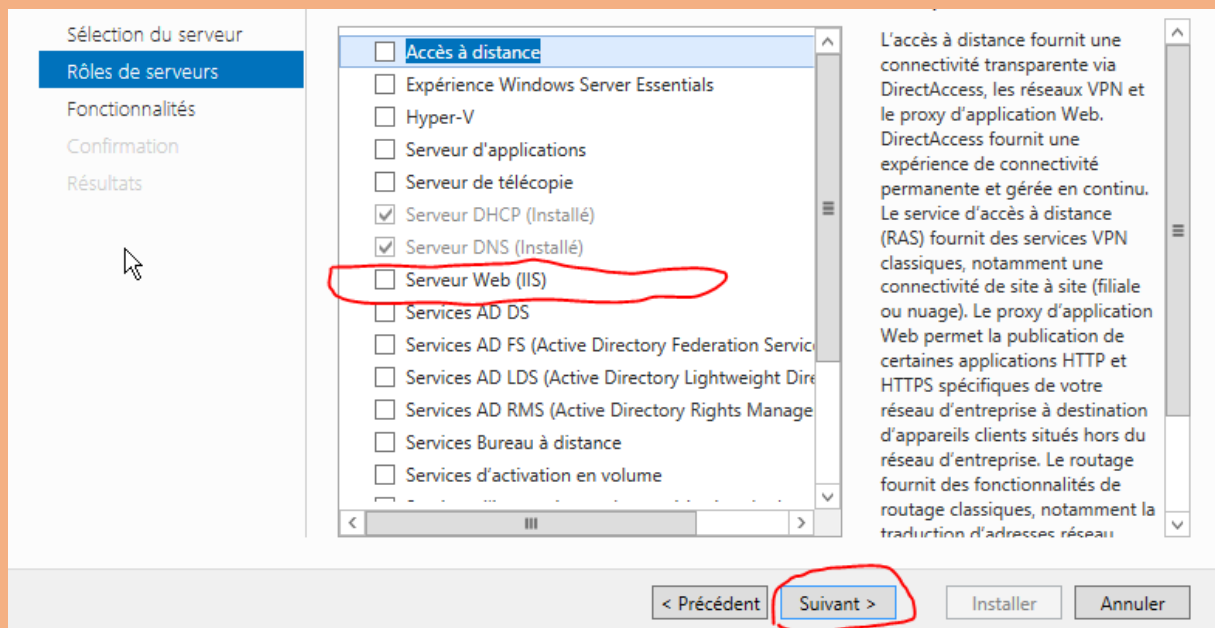 Sélection du serveur
Rôles de serveurs
Fonctionnalités
Confirmation
Résultats
Accès à distance
Expérience Windows Server Essentials
Hyper-V
Serveur d'applications
Serveur de télécopie
Serveur DHCP (Installé)
Serveur DNS (Installé)
Serveur Web (IIS)
Services AD DS
Services AD FS (Active Directory Federation Servic
Services AD LDS (Active Directory Lightweight Dire
Services AD RMS (Active Directory Rights Manage
Services Bureau à distance
Services d'activation en volume
L'accès à distance fournit une
connectivité transparente via
DirectAccess, les réseaux VPN et
le proxy d'application Web.
DirectAccess fournit une
expérience de connectivité
permanente et gérée en continu.
Le service d'accès à distance
(RAS) fournit des services VPN
classiques, notamment une
connectivité de site à site (filiale
ou nuage). Le proxy d'application
Web permet la publication de
certaines applications HTTP et
HTTPS spécifiques de votre
réseau d'entreprise à destination
d'appareils clients situés hors du
réseau d'entreprise. Le routage
fournit des fonctionnalités de
routage classiques, notamment la
traduction d'adresses réseau
< Précédent
Suivant >
Installer
Annuler